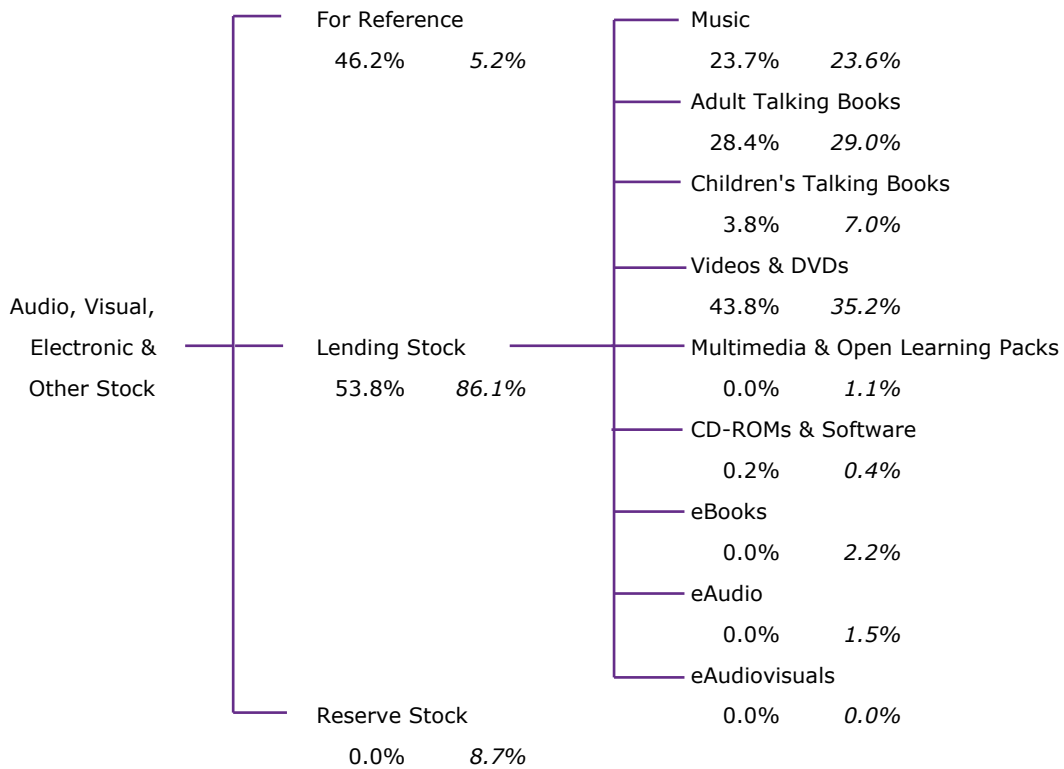 Audio, Visual,
Electronic &
Other Stock
For Reference
46.2% 5.2%
Lending Stock
53.8% 86.1%
Reserve Stock
0.0% 8.7%
Music
23.7% 23.6%
Adult Talking Books
28.4% 29.0%
Children's Talking Books
3.8% 7.0%
Videos & DVDs
43.8% 35.2%
Multimedia & Open Learning Packs
0.0% 1.1%
CD-ROMs & Software
0.2% 0.4%
eBooks
0.0% 2.2%
eAudio
0.0% 1.5%
eAudiovisuals
0.0% 0.0%